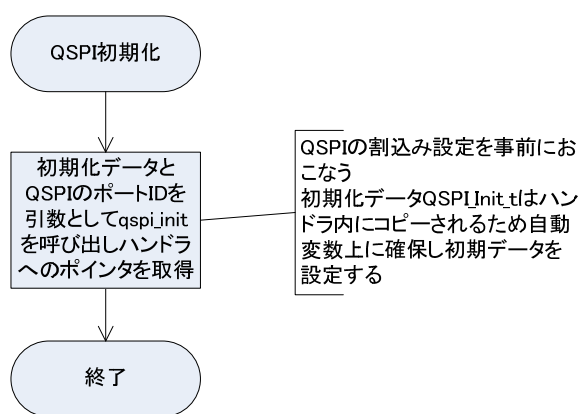 QSPI初期化
初期化データと
QSPIのポートIDを
引数としてqspi_init
を呼び出しハンドラ
へのポインタを取得
QSPIの割込み設定を事前にお
こなう
初期化データQSPI_Init_tはハン
ドラ内にコピーされるため自動
変数上に確保し初期データを
設定する
終了